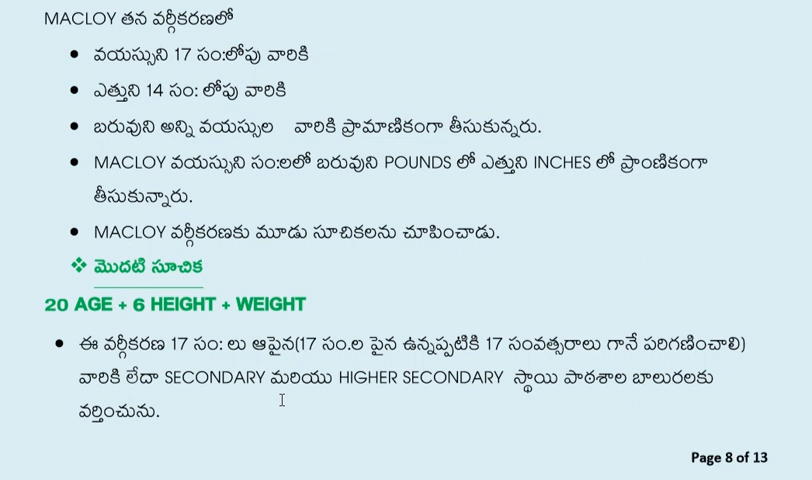 MACLOY తన వర్గీకరణలో
• వయస్సుని 17 సం:లోపు వారికి
• ఎత్తుని 14 సం: లోపు వారికి
• బరువుని అన్ని వయస్సుల వారికి ప్రామాణికంగా తీసుకున్నరు.
• MACLOY వయస్సుని సం:లలో బరువుని POUNDS లో ఎత్తుని INCHES లో ప్రాంణికంగా
తీసుకున్నారు.
• MACLOY వర్గీకరణకు మూడు సూచికలను చూపించాడు.
❖ మొదటి సూచిక
20 AGE + 6 HEIGHT + WEIGHT
• ఈ వర్గీకరణ 17 సం: లు ఆపైన(17 సం.ల పైన ఉన్నప్పటికి 17 సంవత్సరాలు గానే పరిగణించాలి)
వారికి లేదా SECONDARY మరియు HIGHER SECONDARY స్థాయి పాఠశాల బాలురలకు
వర్తించును.
Page 8 of 13